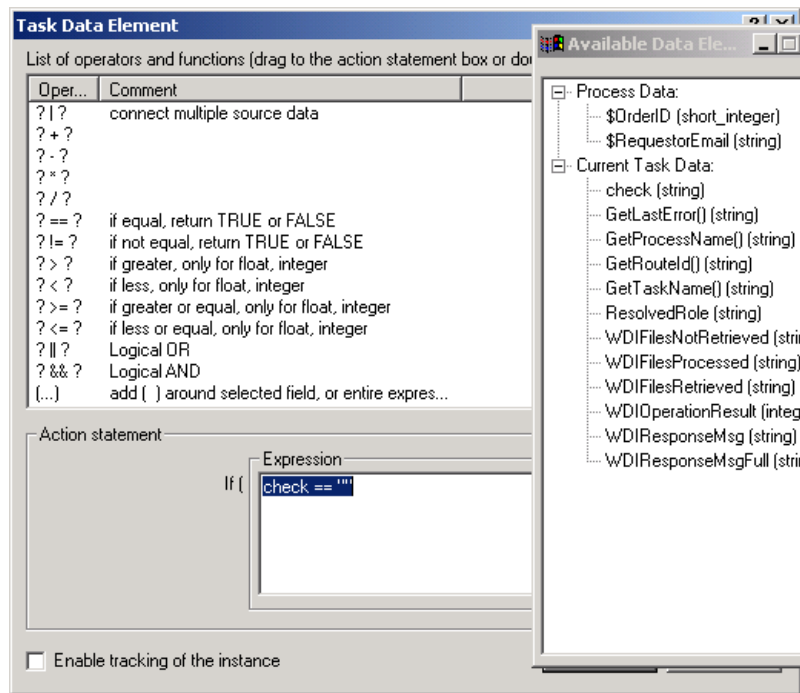 Task Data Element
List of operators and functions (drag to the action statement box or do
Oper... Comment
? | ? connect multiple source data
? + ?
? - ?
? * ?
? / ?
? == ? if equal, return TRUE or FALSE
? != ? if not equal, return TRUE or FALSE
? > ? if greater, only for float, integer
? < ? if less, only for float, integer
? >= ? if greater or equal, only for float, integer
? <= ? if less or equal, only for float, integer
? || ? Logical OR
? && ? Logical AND
(...) add ( ) around selected field, or entire expres...
Action statement
Expression
If ( check == ""
Enable tracking of the instance
Available Data Ele...
Process Data:
$OrderID (short_integer)
$RequestorEmail (string)
Current Task Data:
check (string)
GetLastError() (string)
GetProcessName() (string)
GetRouteId() (string)
GetTaskName() (string)
ResolvedRole (string)
WDIFilesNotRetrieved (stri
WDIFilesProcessed (string)
WDIFilesRetrieved (string)
WDIOperationResult (integ
WDIResponseMsg (string)
WDIResponseMsgFull (stri